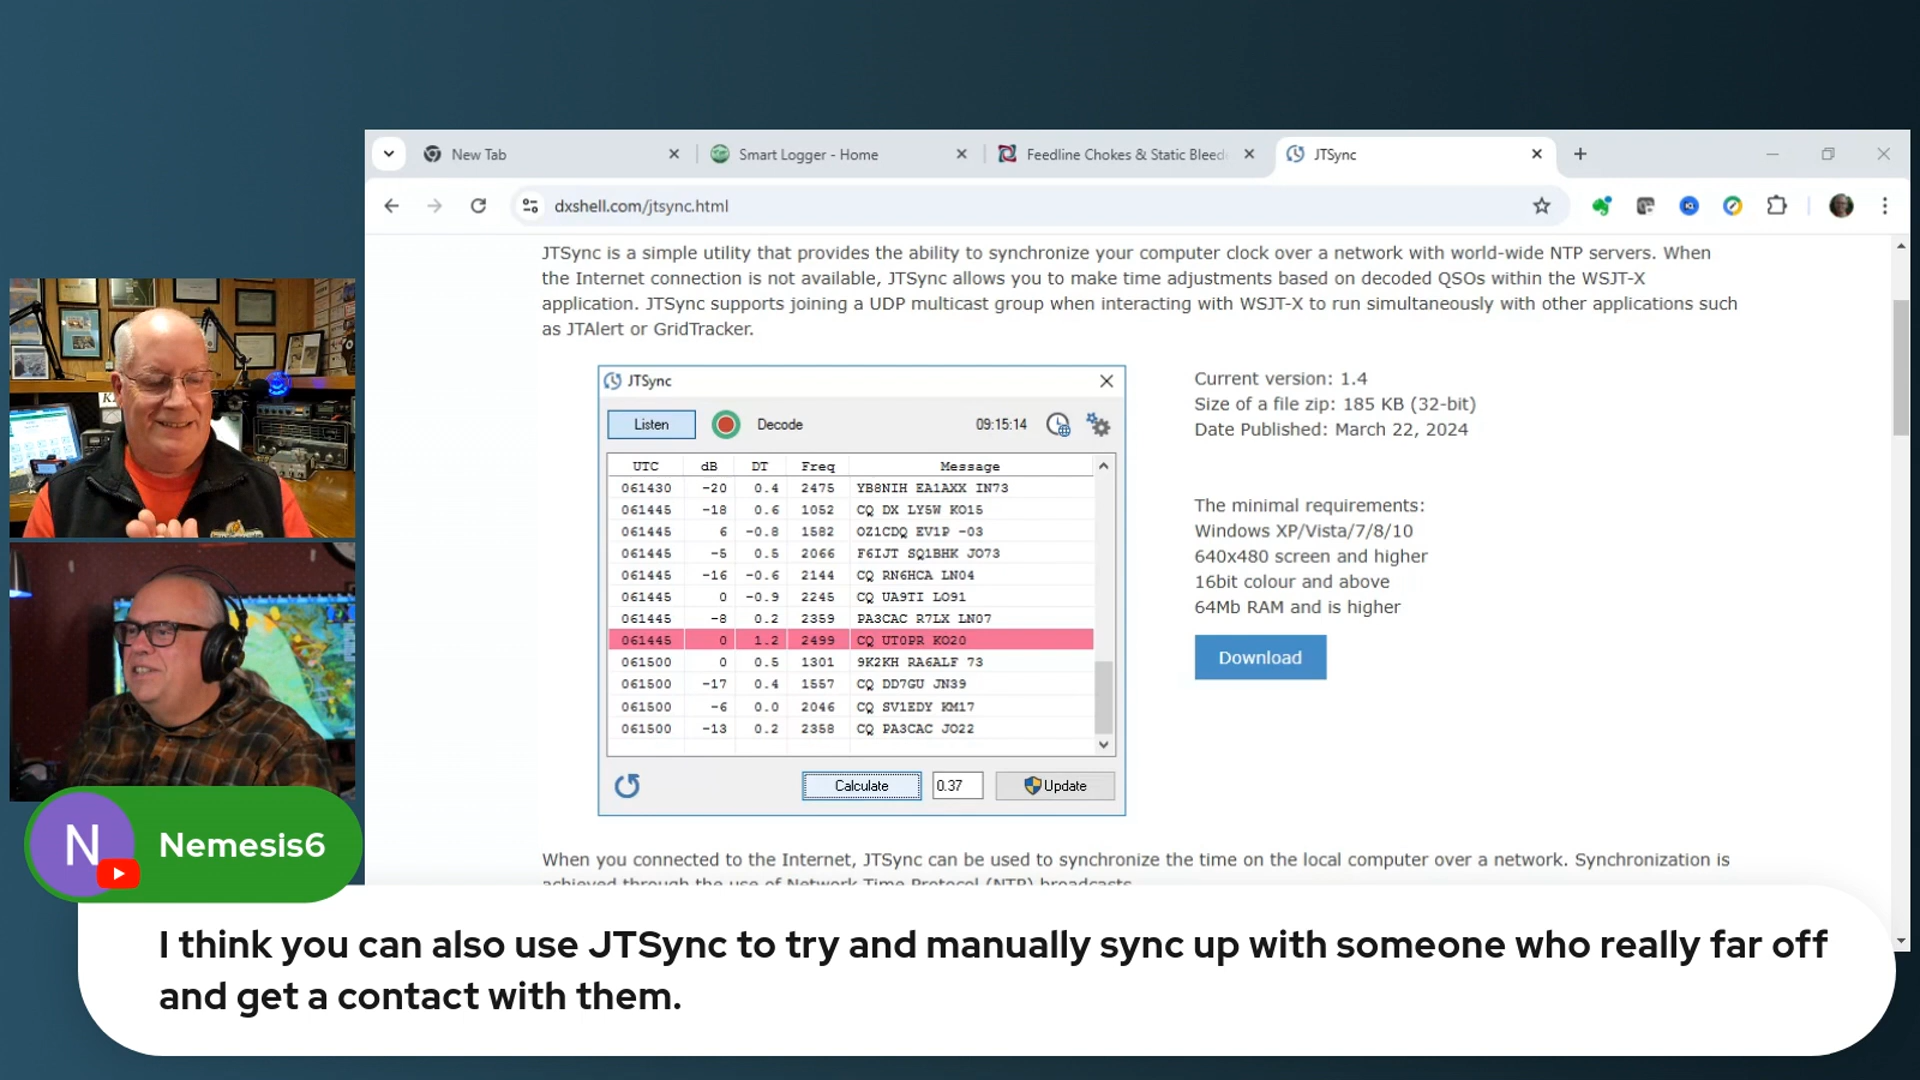 New Tab
Smart Logger - Home
Feedline Chokes & Static Bleed
JTSync
dxshell.com/jtsync.html
JTSync is a simple utility that provides the ability to synchronize your computer clock over a network with world-wide NTP servers. When
the Internet connection is not available, JTSync allows you to make time adjustments based on decoded QSOs within the WSJT-X
application. JTSync supports joining a UDP multicast group when interacting with WSJT-X to run simultaneously with other applications such
as JTAlert or GridTracker.
JTSync
Listen Decode 09:15:14
UTC dB DT Freq Message
061430 -20 0.4 2475 YB8NIH EA1AXX IN73
061445 -18 0.6 1052 CQ DX LY5W KO15
061445 6 -0.8 1582 OZ1CDQ EV1P -03
061445 -5 0.5 2066 F6IJT SQ1BHK JO73
061445 -16 -0.6 2144 CQ RN6HCA LN04
061445 0 -0.9 2245 CQ UA9TI LO91
061445 -8 0.2 2359 PA3CAC R7LX LN07
061445 0 1.2 2499 CQ UT0PR KO20
061500 0 0.5 1301 9K2KH RA6ALF 73
061500 -17 0.4 1557 CQ DD7GU JN39
061500 -6 0.0 2046 CQ SV1EDY KM17
061500 -13 0.2 2358 CQ PA3CAC JO22
Calculate 0.37 Update
Current version: 1.4
Size of a file zip: 185 KB (32-bit)
Date Published: March 22, 2024
The minimal requirements:
Windows XP/Vista/7/8/10
640x480 screen and higher
16bit colour and above
64Mb RAM and is higher
Download
When you connected to the Internet, JTSync can be used to synchronize the time on the local computer over a network. Synchronization is
achieved through the use of Network Time Protocol (NTP) broadcasts.
N
Nemesis6
I think you can also use JTSync to try and manually sync up with someone who really far off
and get a contact with them.